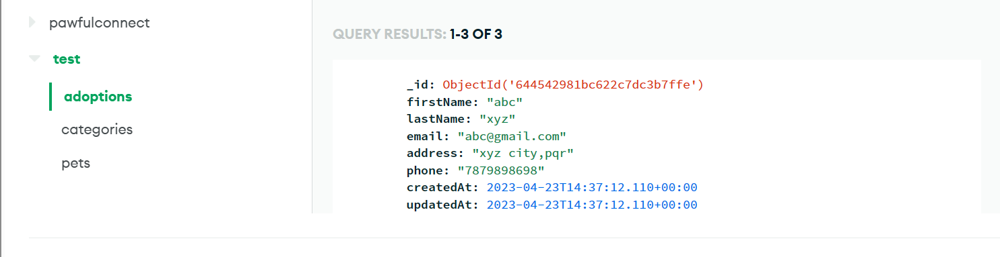 pawfulconnect
test
adoptions
categories
pets
QUERY RESULTS: 1-3 OF 3
_id: ObjectId('644542981bc622c7dc3b7ffe')
firstName: "abc"
lastName: "xyz"
email: "abc@gmail.com"
address: "xyz city,pqr"
phone: "7879898698"
createdAt: 2023-04-23T14:37:12.110+00:00
updatedAt: 2023-04-23T14:37:12.110+00:00